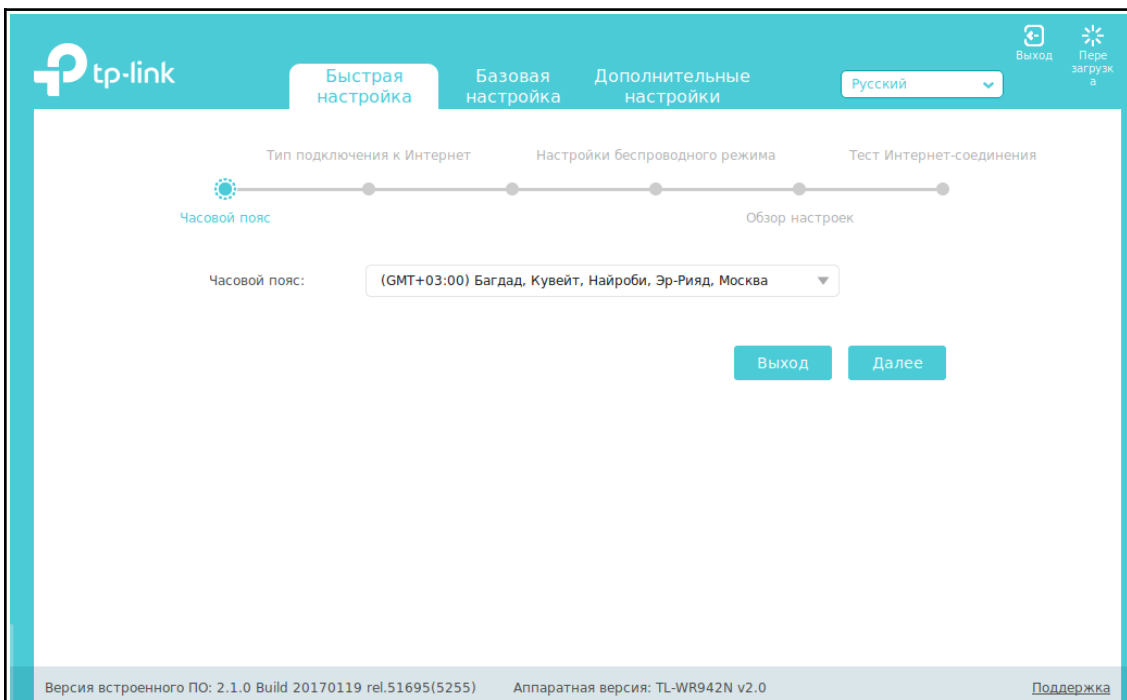 tp-link
Быстрая
настройка
Базовая
настройка
Дополнительные
настройки
Русский
Выход
Пере
загрузк
а
Тип подключения к Интернет
Настройки беспроводного режима
Тест Интернет-соединения
Часовой пояс
Обзор настроек
Часовой пояс:
(GMT+03:00) Багдад, Кувейт, Найроби, Эр-Рияд, Москва
Выход
Далее
Версия встроенного ПО: 2.1.0 Build 20170119 rel.51695(5255)
Аппаратная версия: TL-WR942N v2.0
Поддержка